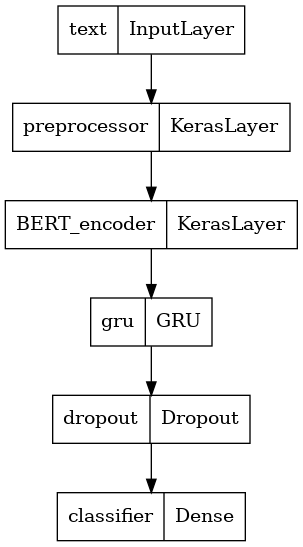 text InputLayer
preprocessor KerasLayer
BERT_encoder KerasLayer
gru GRU
dropout Dropout
classifier Dense